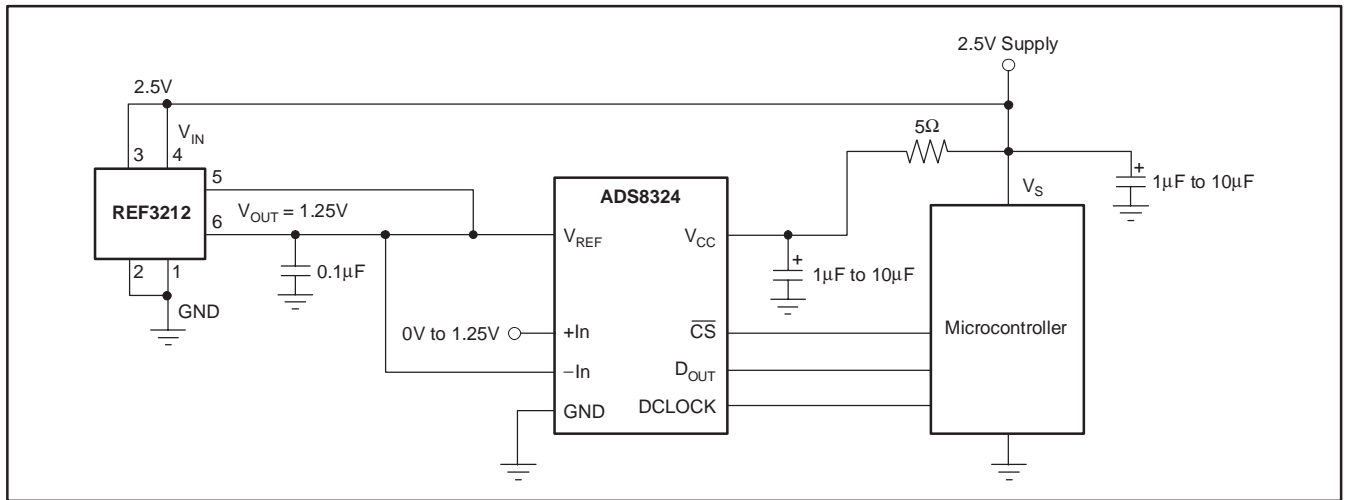 2.5V Supply
2.5V
V_IN
3 4
5Ω
+
1μF to 10μF
V_S
5
REF3212
V_OUT = 1.25V
6
ADS8324
V_REF
V_CC
2 1
0.1μF
+
1μF to 10μF
GND
0V to 1.25V
+In
C̅S̅
Microcontroller
−In
D_OUT
GND
DCLOCK